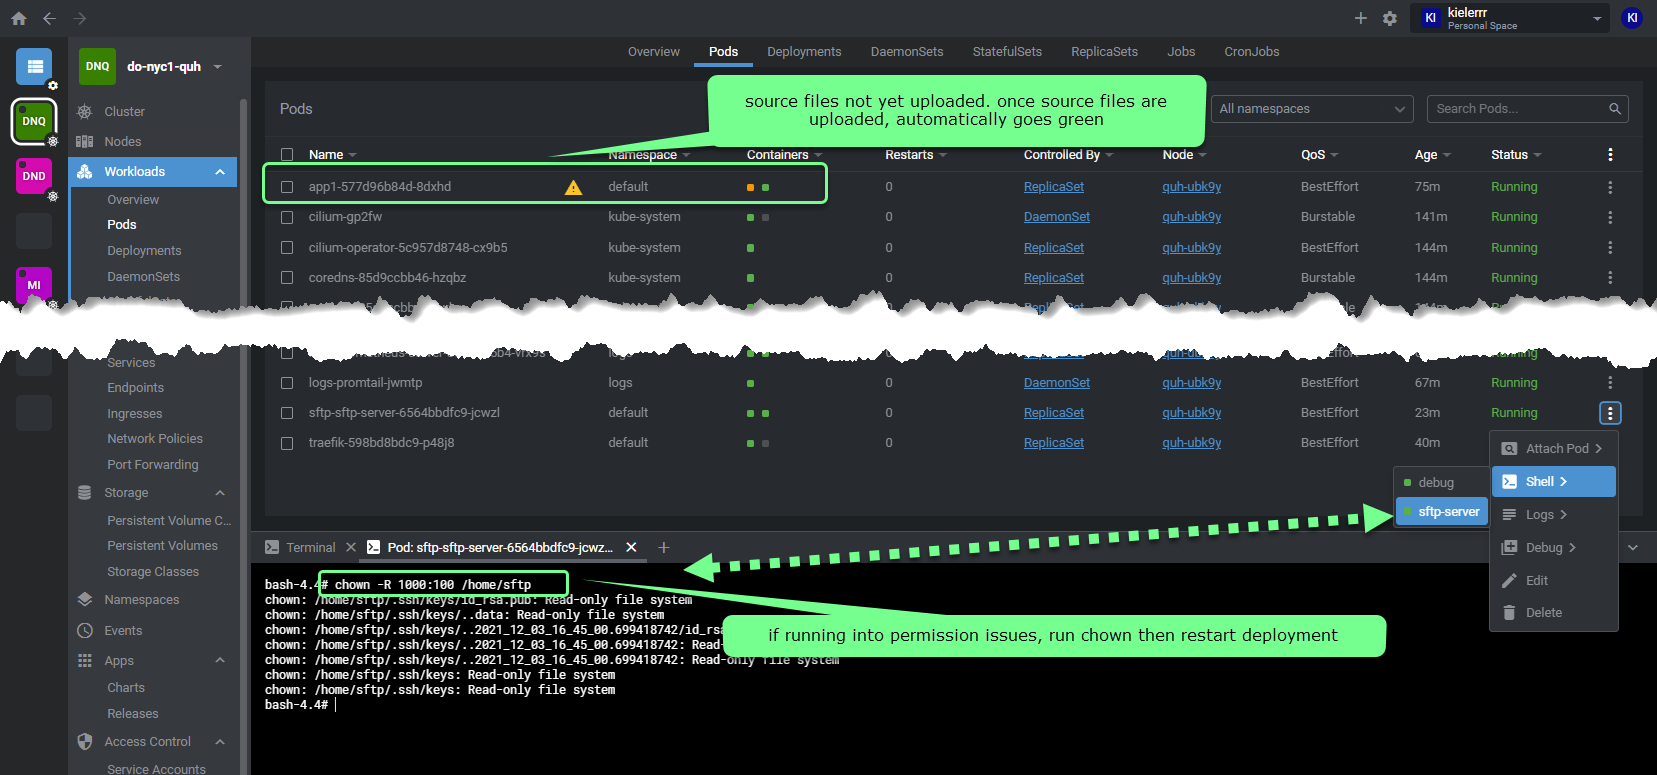 KI kielerrr
Personal Space
KI
DNQ do-nyc1-quh
Overview Pods Deployments DaemonSets StatefulSets ReplicaSets Jobs CronJobs
DNQ
DND
MI
Cluster
Nodes
Workloads
Overview
Pods
Deployments
DaemonSets
Services
Endpoints
Ingresses
Network Policies
Port Forwarding
Storage
Persistent Volume C...
Persistent Volumes
Storage Classes
Namespaces
Events
Apps
Charts
Releases
Access Control
Service Accounts
Pods
source files not yet uploaded. once source files are
uploaded, automatically goes green
All namespaces
Search Pods...
Name Namespace Containers Restarts Controlled By Node QoS Age Status
app1-577d96b84d-8dxhd default 0 ReplicaSet quh-ubk9y BestEffort 75m Running
cilium-gp2fw kube-system 0 DaemonSet quh-ubk9y Burstable 141m Running
cilium-operator-5c957d8748-cx9b5 kube-system 0 ReplicaSet quh-ubk9y BestEffort 144m Running
coredns-85d9ccbb46-hzqbz kube-system 0 ReplicaSet quh-ubk9y Burstable 144m Running
logs-promtail-jwmtp logs 0 DaemonSet quh-ubk9y BestEffort 67m Running
sftp-sftp-server-6564bbdfc9-jcwzl default 0 ReplicaSet quh-ubk9y BestEffort 23m Running
traefik-598bd8bdc9-p48j8 default 0 ReplicaSet quh-ubk9y BestEffort 40m
Attach Pod
Shell
Logs
Debug
Edit
Delete
debug
sftp-server
Terminal
Pod: sftp-sftp-server-6564bbdfc9-jcwz...
bash-4.4# chown -R 1000:100 /home/sftp
chown: /home/sftp/.ssh/keys/id_rsa.pub: Read-only file system
chown: /home/sftp/.ssh/keys/..data: Read-only file system
chown: /home/sftp/.ssh/keys/..2021_12_03_16_45_00.699418742/id_rsa
chown: /home/sftp/.ssh/keys/..2021_12_03_16_45_00.699418742: Read-
chown: /home/sftp/.ssh/keys/..2021_12_03_16_45_00.699418742: Read-only file system
chown: /home/sftp/.ssh/keys: Read-only file system
chown: /home/sftp/.ssh/keys: Read-only file system
bash-4.4#
if running into permission issues, run chown then restart deployment